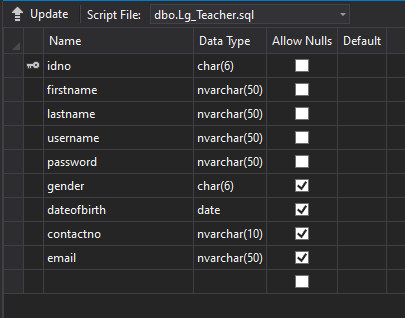 Update Script File: dbo.Lg_Teacher.sql
Name Data Type Allow Nulls Default
idno char(6)
firstname nvarchar(50)
lastname nvarchar(50)
username nvarchar(50)
password nvarchar(50)
gender char(6)
dateofbirth date
contactno nvarchar(10)
email nvarchar(50)